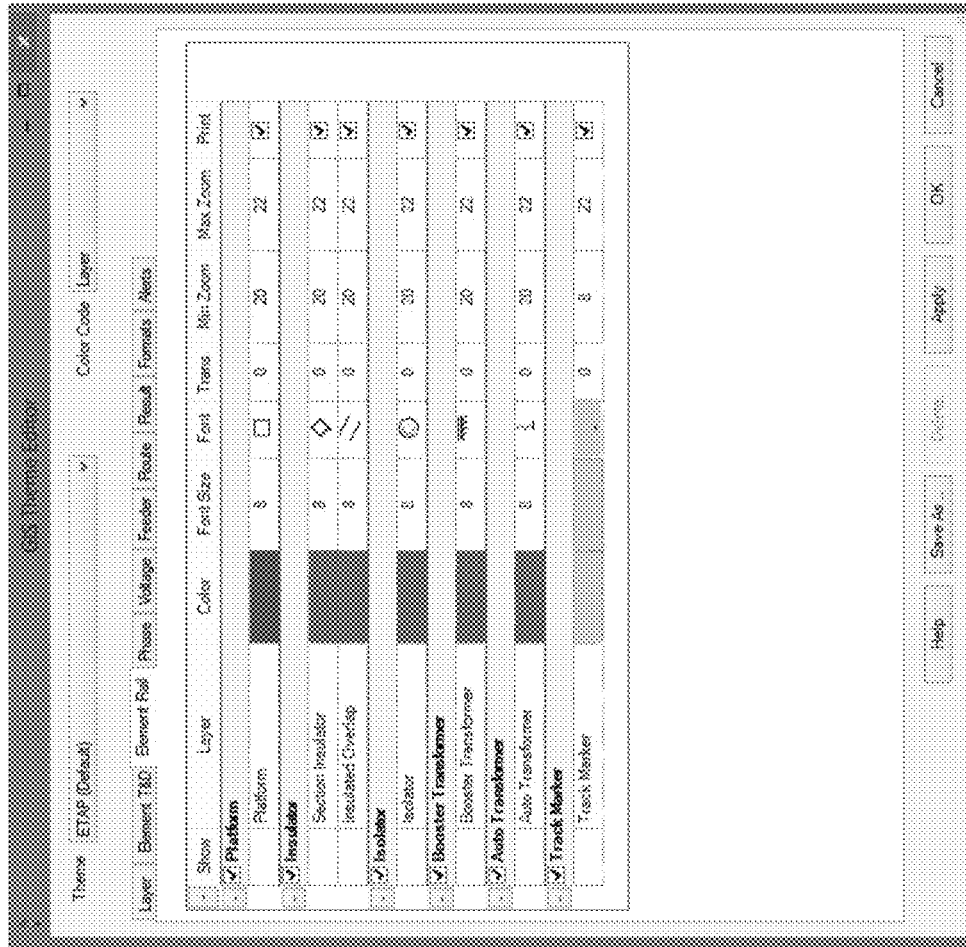 Theme ETAP (Default) Color Code Layer
Layer Element T&D Element Rail Phase Voltage Feeder Route Result Formats Alerts
Show Layer Color Font Size Font Trans Min Zoom Max Zoom Print
Platform
Platform 8 0 20 22
Insulator
Section Insulator 8 0 20 22
Insulated Overlap 8 0 20 22
Isolator
Isolator 8 0 20 22
Booster Transformer
Booster Transformer 8 0 20 22
Auto Transformer
Auto Transformer 8 0 20 22
Track Marker
Track Marker 0 8 22
Help Save As... Delete Apply OK Cancel